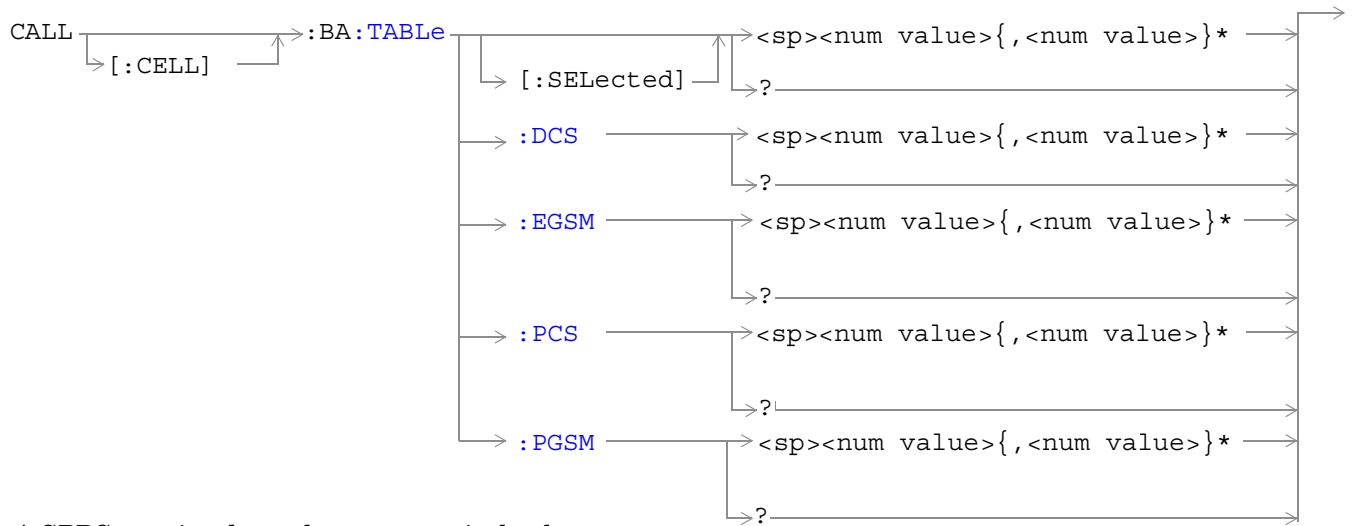 CALL :BA:TABLe <sp><num value>{,<num value>}*
[:CELL] [:SELected]
?
:DCS <sp><num value>{,<num value>}*
?
:EGSM <sp><num value>{,<num value>}*
?
:PCS <sp><num value>{,<num value>}*
?
:PGSM <sp><num value>{,<num value>}*
?